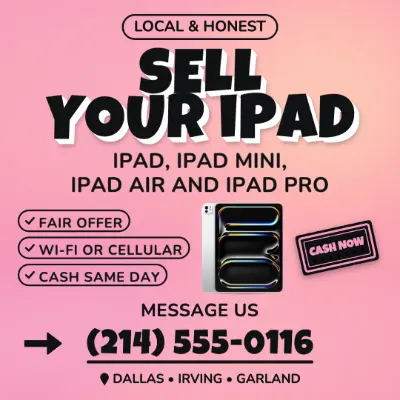 LOCAL & HONEST
SELL
YOUR IPAD
IPAD, IPAD MINI,
IPAD AIR AND IPAD PRO
FAIR OFFER
WI-FI OR CELLULAR
CASH SAME DAY
CASH NOW
MESSAGE US
(214) 555-0116
DALLAS • IRVING • GARLAND